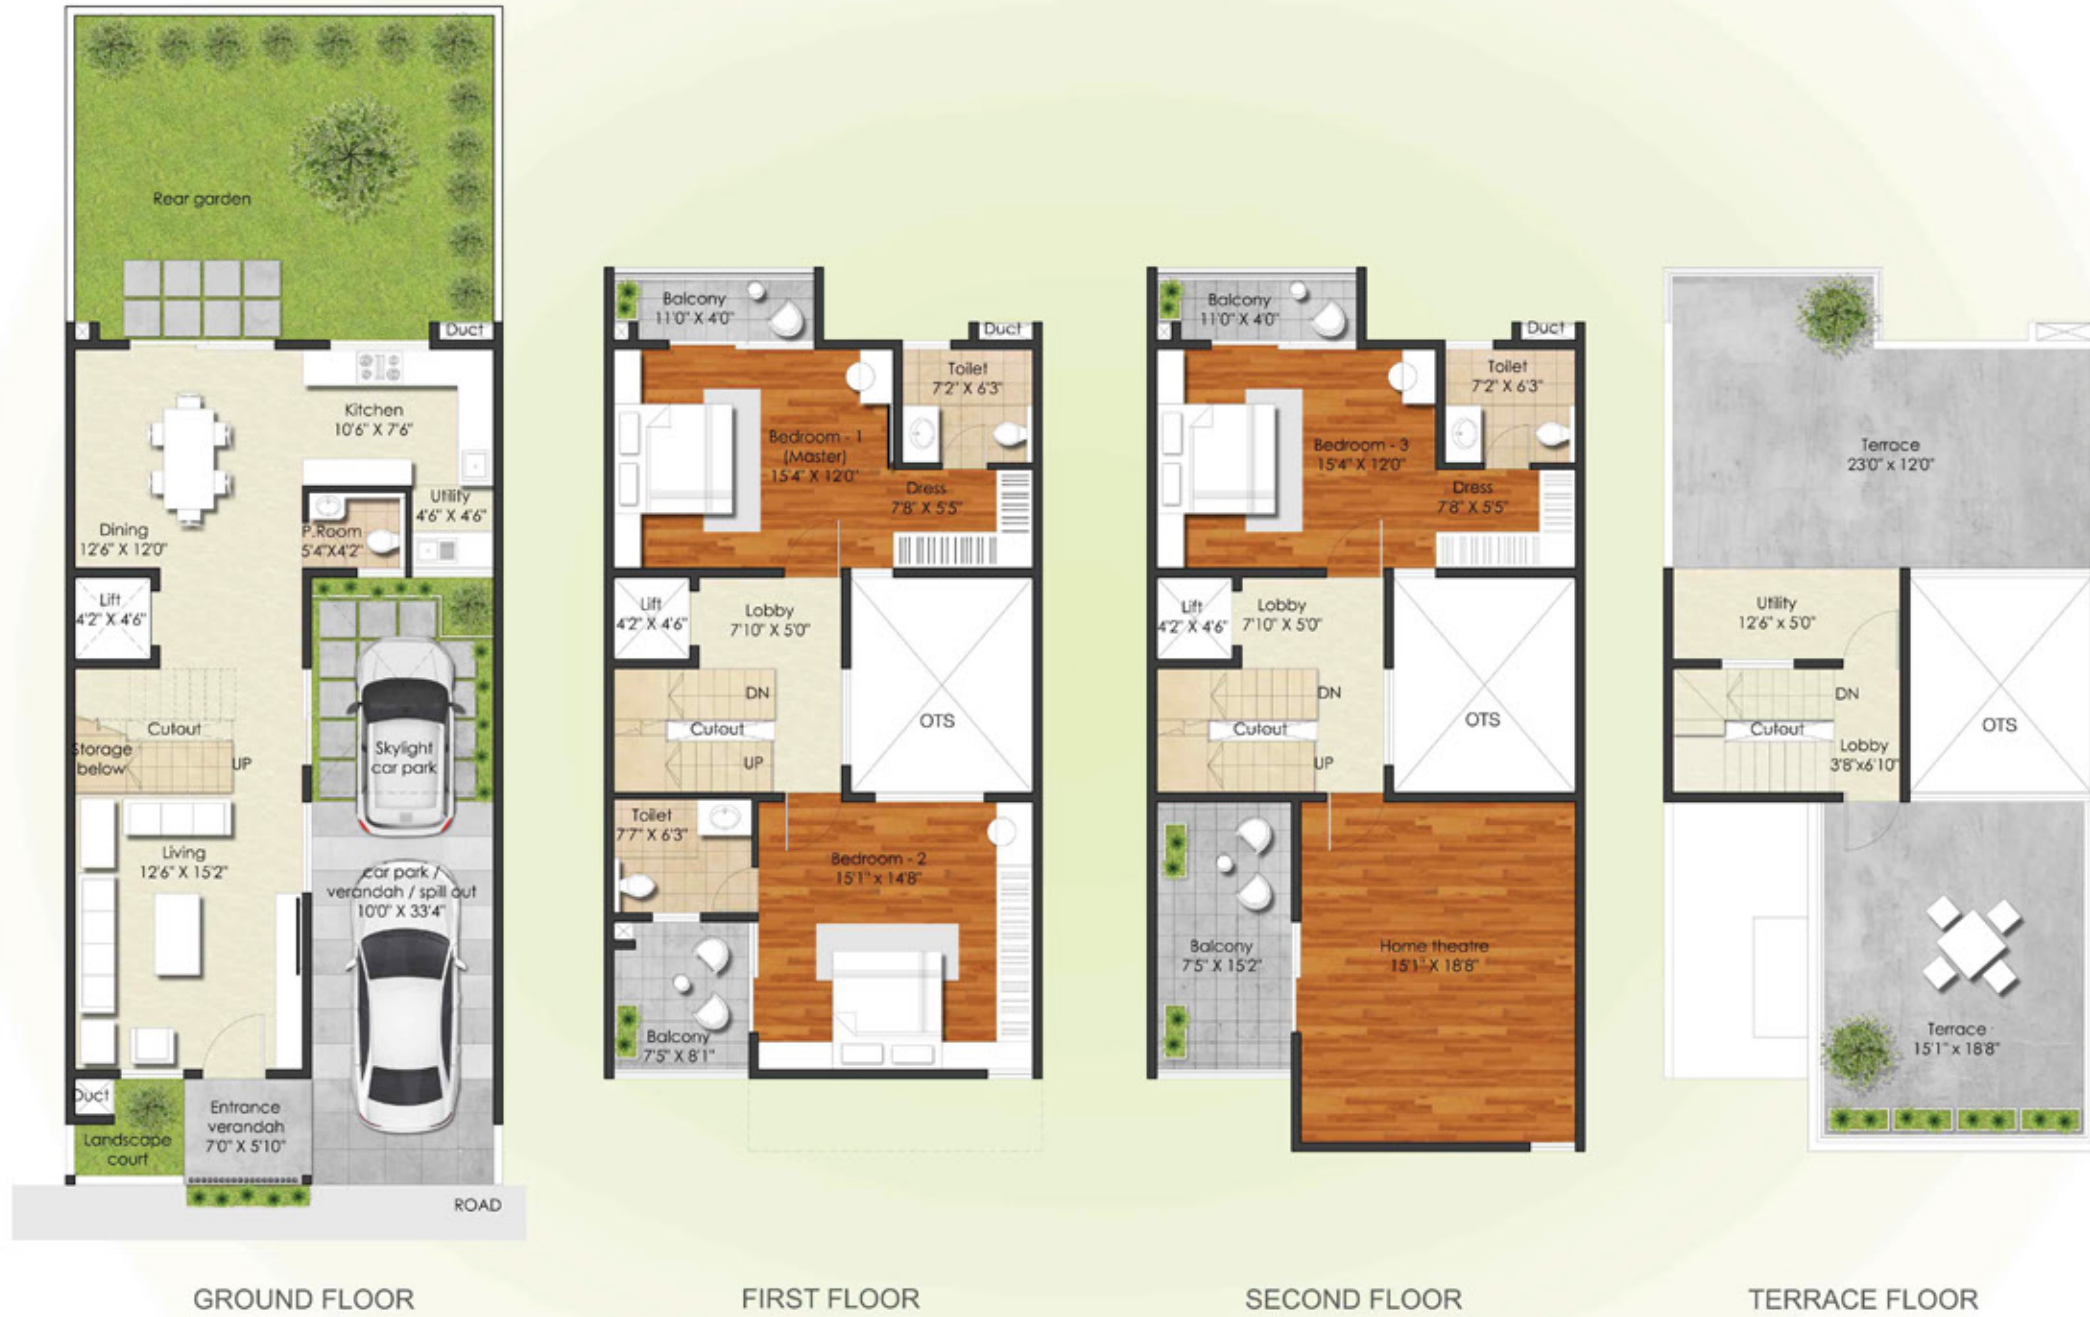 Rear garden
Duct
Kitchen
10'6" X 7'6"
Utility
4'6" X 4'6"
P.Room
5'4"X4'2"
Dining
12'6" X 12'0"
Lift
4'2" X 4'6"
Cutout
Storage
below
UP
Skylight
car park
Living
12'6" X 15'2"
car park /
verandah / spill out
10'0" X 33'4"
Duct
Landscape
court
Entrance
verandah
7'0" X 5'10"
ROAD
GROUND FLOOR
Balcony
11'0" X 4'0"
Duct
Toilet
7'2" X 6'3"
Bedroom - 1
(Master)
15'4" X 12'0"
Dress
7'8" X 5'5"
Lift
4'2" X 4'6"
Lobby
7'10" X 5'0"
DN
Cutout
UP
OTS
Toilet
7'7" X 6'3"
Bedroom - 2
15'1" x 14'8"
Balcony
7'5" X 8'1"
FIRST FLOOR
Balcony
11'0" X 4'0"
Duct
Toilet
7'2" X 6'3"
Bedroom - 3
15'4" X 12'0"
Dress
7'8" X 5'5"
Lift
4'2" X 4'6"
Lobby
7'10" X 5'0"
DN
Cutout
UP
OTS
Balcony
7'5" X 15'2"
Home theatre
15'1" X 18'8"
SECOND FLOOR
Terrace
23'0" x 12'0"
Utility
12'6" x 5'0"
DN
Cutout
Lobby
3'8"x6'10"
OTS
Terrace
15'1" x 18'8"
TERRACE FLOOR